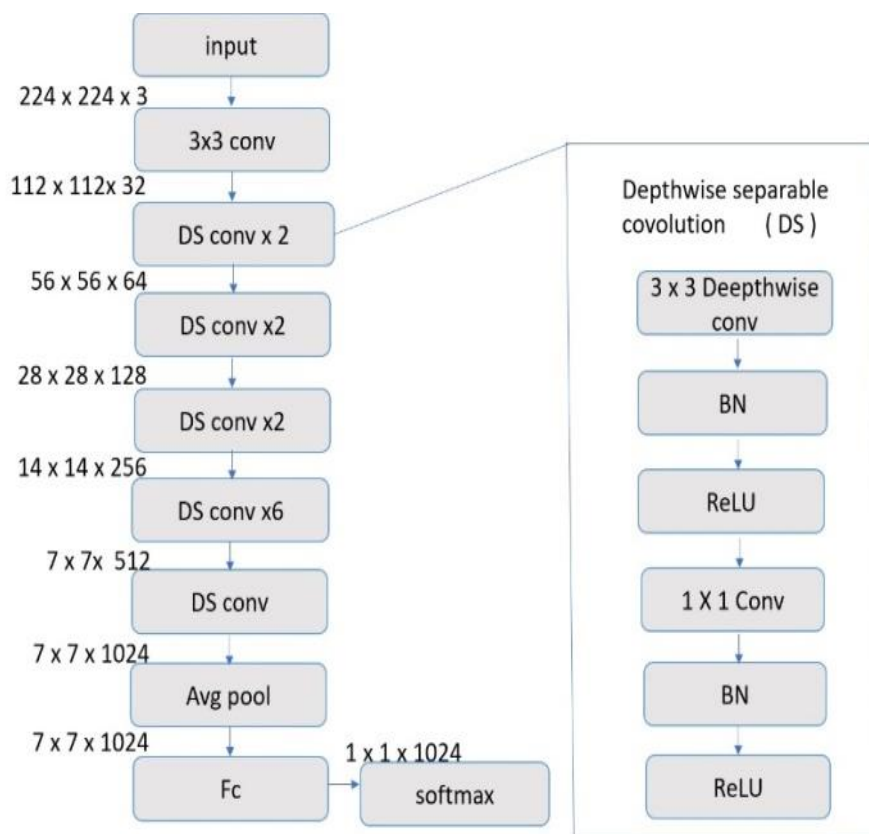 input
224 x 224 x 3
3x3 conv
112 x 112x 32
DS conv x 2
56 x 56 x 64
DS conv x2
28 x 28 x 128
DS conv x2
14 x 14 x 256
DS conv x6
7 x 7x 512
DS conv
7 x 7 x 1024
Avg pool
7 x 7 x 1024
Fc
1 x 1 x 1024
softmax
Depthwise separable
covolution ( DS )
3 x 3 Deepthwise
conv
BN
ReLU
1 X 1 Conv
BN
ReLU